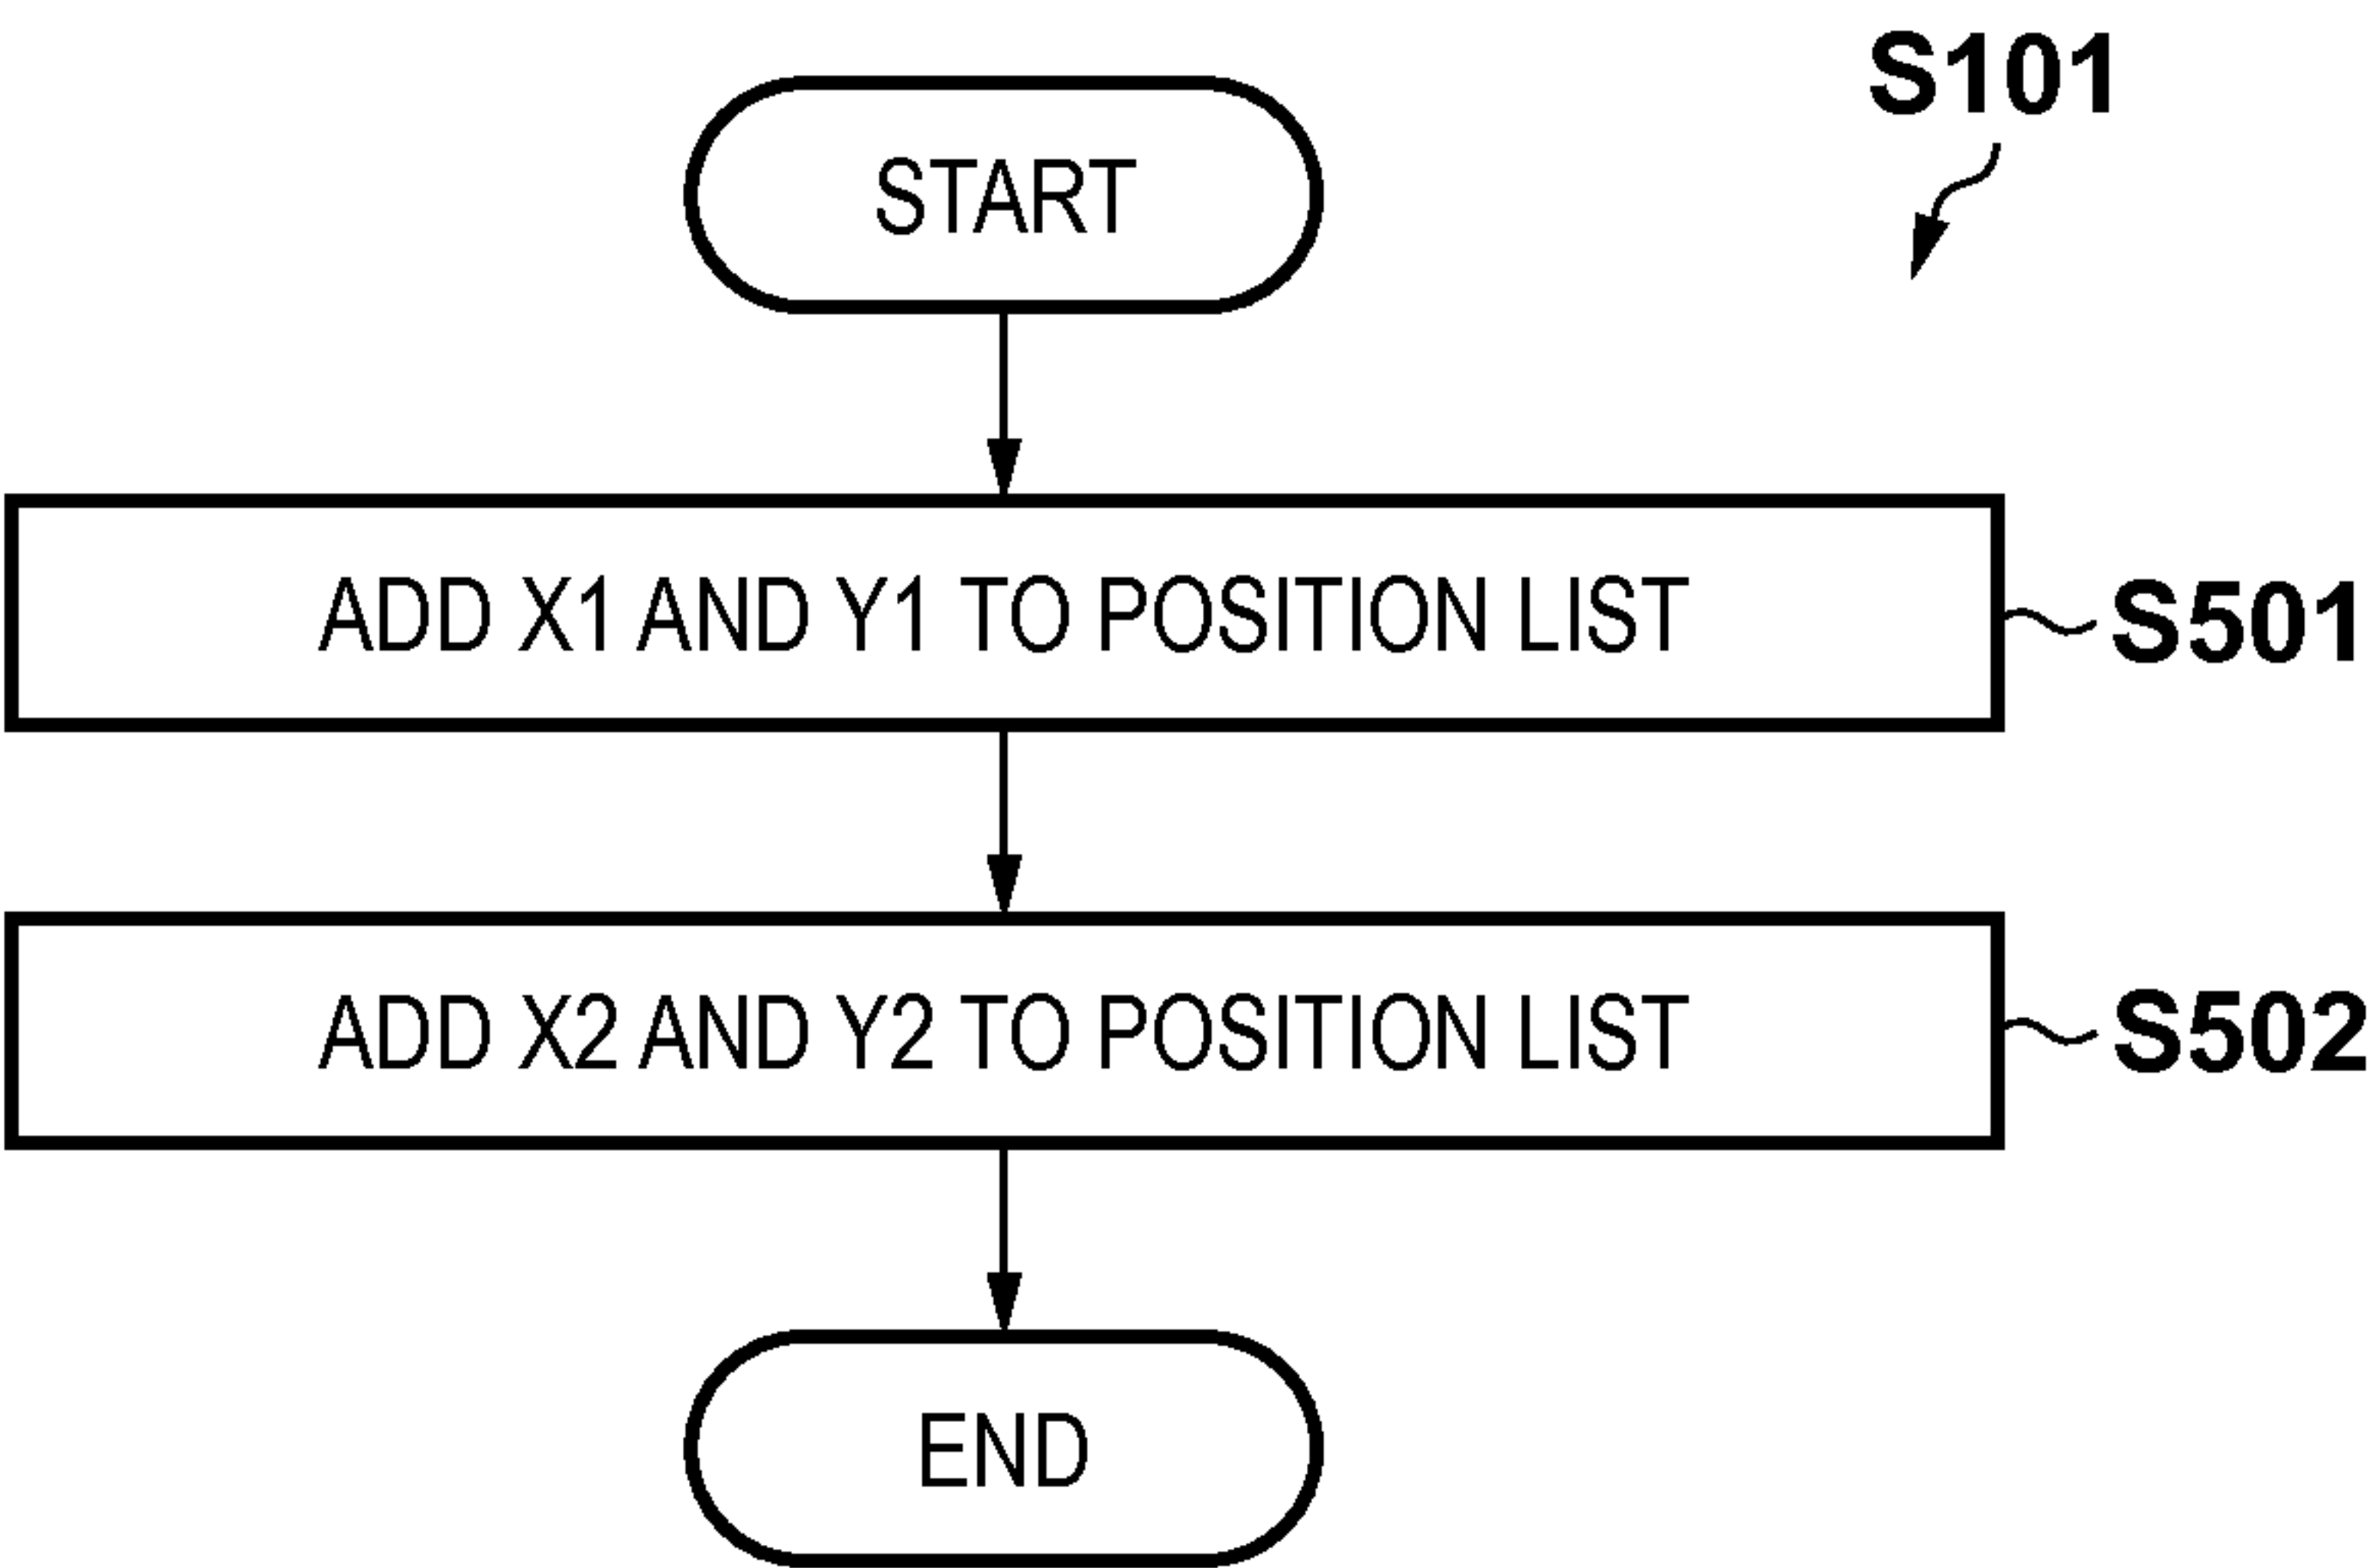 S101
START
ADD X1 AND Y1 TO POSITION LIST
S501
ADD X2 AND Y2 TO POSITION LIST
S502
END